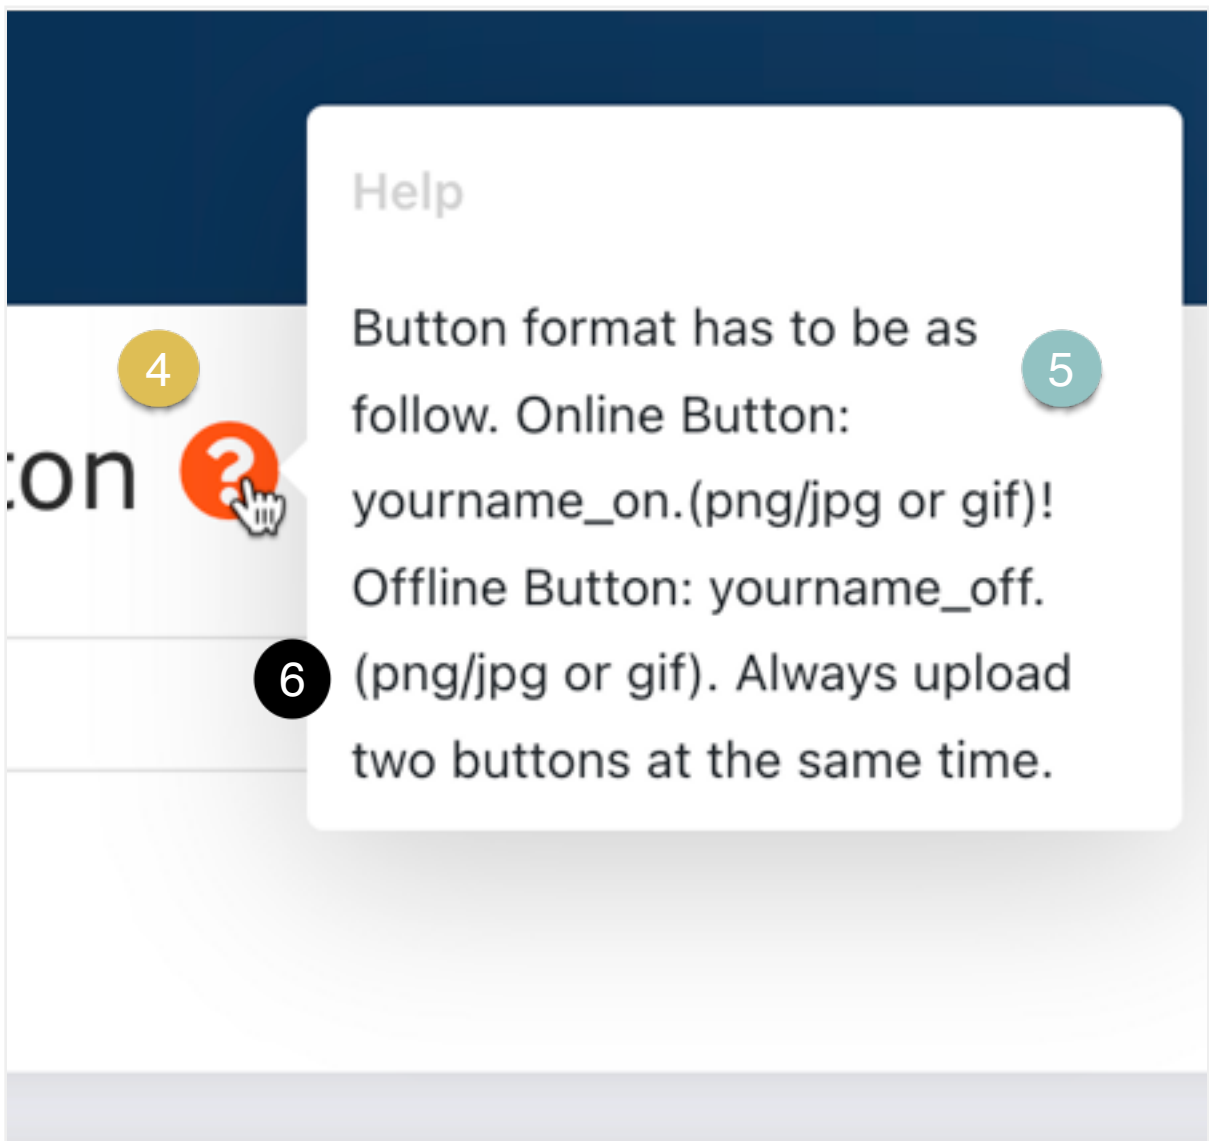 Help
Button format has to be as
4
5
follow. Online Button:
ton ?
yourname_on.(png/jpg or gif)!
Offline Button: yourname_off.
6
(png/jpg or gif). Always upload
two buttons at the same time.